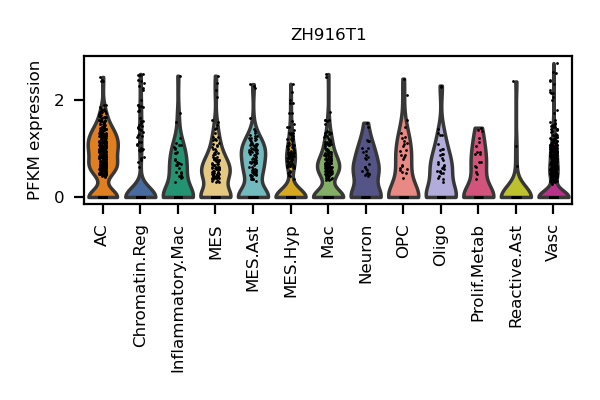 ZH916T1
PFKM expression
2
0
AC
Chromatin.Reg
Inflammatory.Mac
MES
MES.Ast
MES.Hyp
Mac
Neuron
OPC
Oligo
Prolif.Metab
Reactive.Ast
Vasc